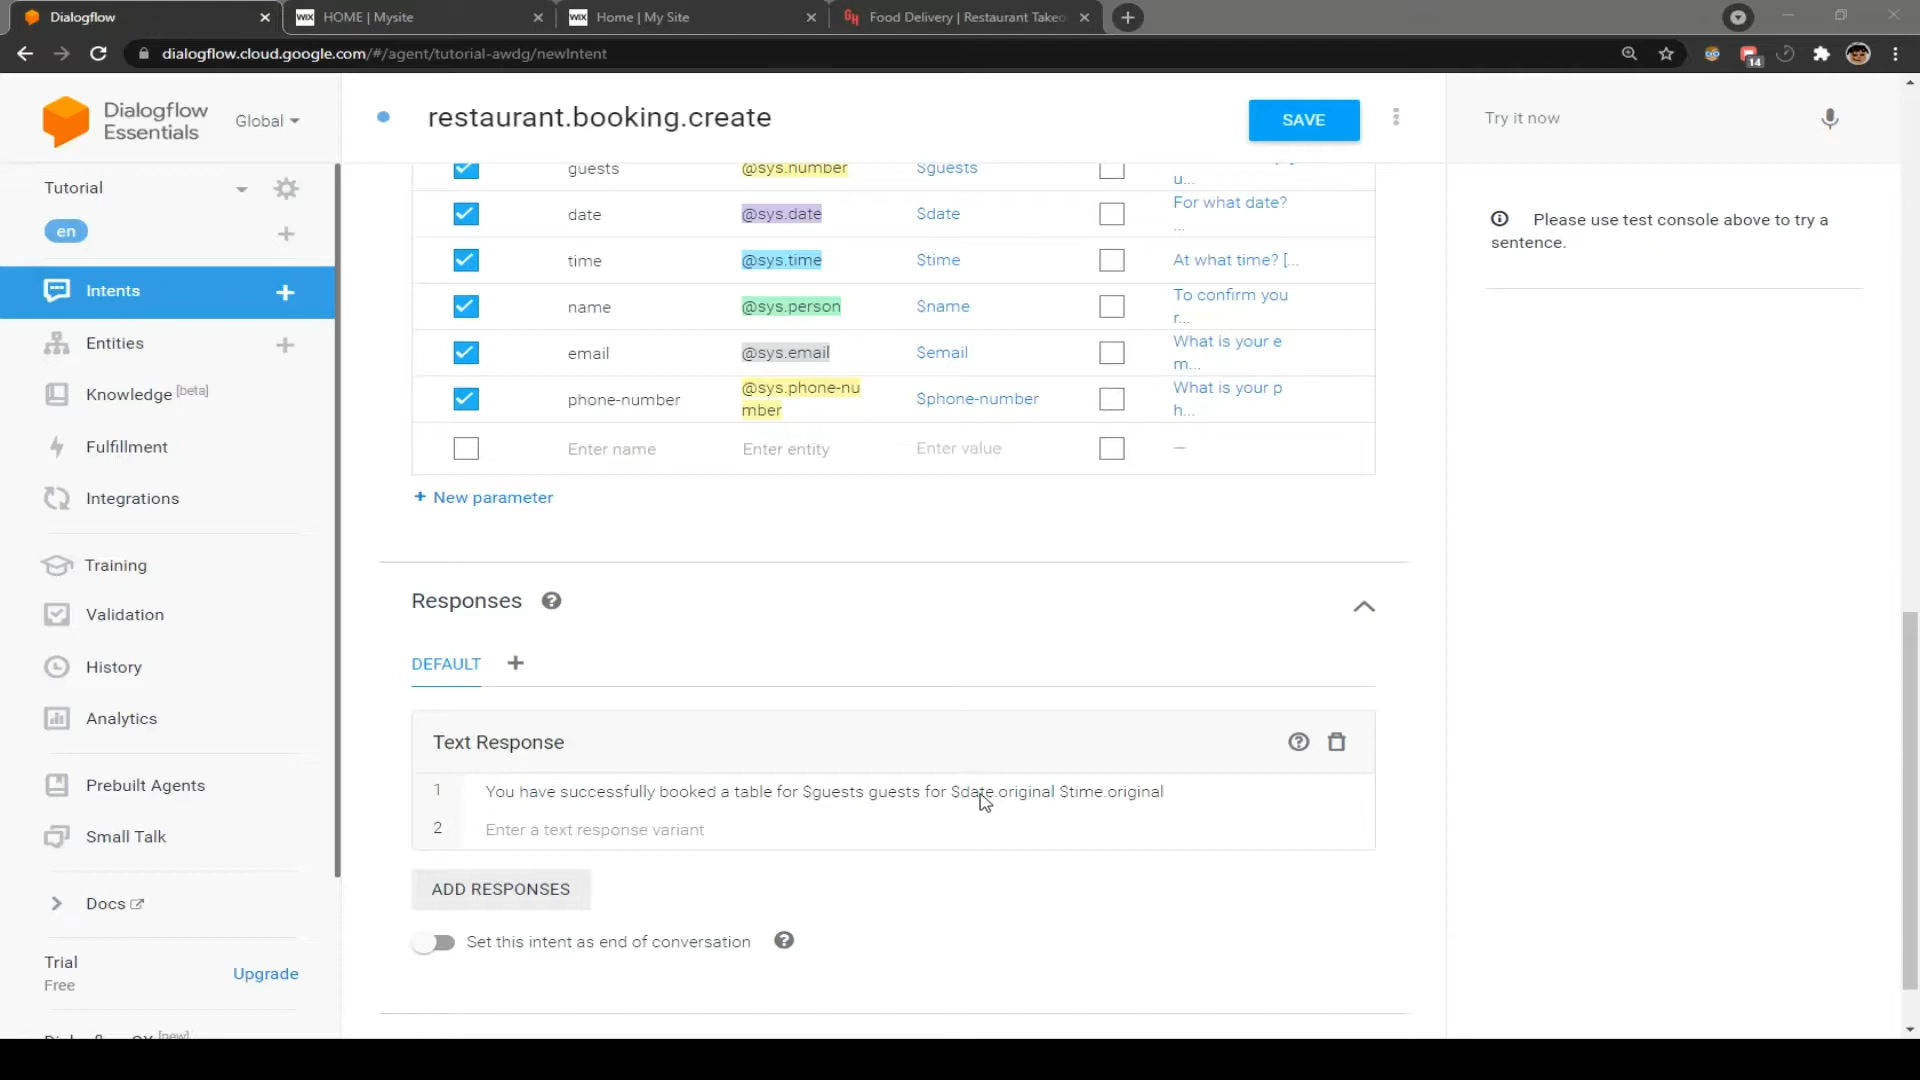 Dialogflow
WIX HOME | Mysite
WIX Home | My Site
Food Delivery | Restaurant Takeo
dialogflow.cloud.google.com/#/agent/tutorial-awdg/newIntent
14
Dialogflow
Essentials
Global
restaurant.booking.create
SAVE
Try it now
Tutorial
en
Intents
Entities
Knowledge [beta]
Fulfillment
Integrations
Training
Validation
History
Analytics
Prebuilt Agents
Small Talk
Docs
Trial
Free
Upgrade
guests @sys.number $guests
u...
date @sys.date $date For what date?
...
time @sys.time $time At what time? [...
name @sys.person $name To confirm you
r...
email @sys.email $email What is your e
m...
phone-number @sys.phone-nu
mber $phone-number What is your p
h...
Enter name Enter entity Enter value —
+ New parameter
Responses
DEFAULT
Text Response
1 You have successfully booked a table for $guests guests for $date.original $time.original
2 Enter a text response variant
ADD RESPONSES
Set this intent as end of conversation
Please use test console above to try a
sentence.